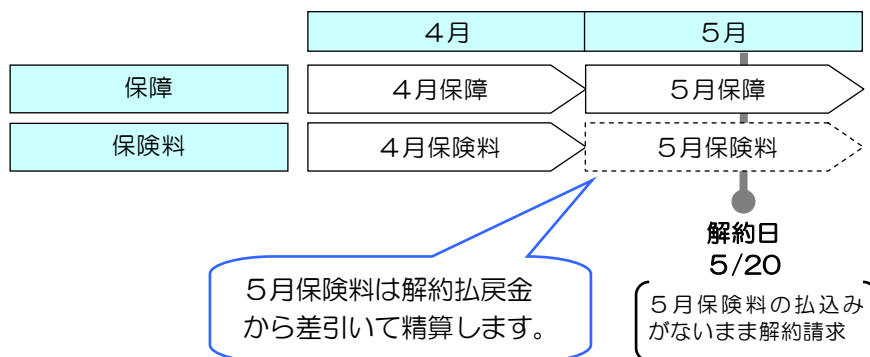 ４月
５月
保障
４月保障
５月保障
保険料
４月保険料
５月保険料
解約日
5/20
５月保険料は解約払戻金
から差引いて精算します。
５月保険料の払込み
がないまま解約請求